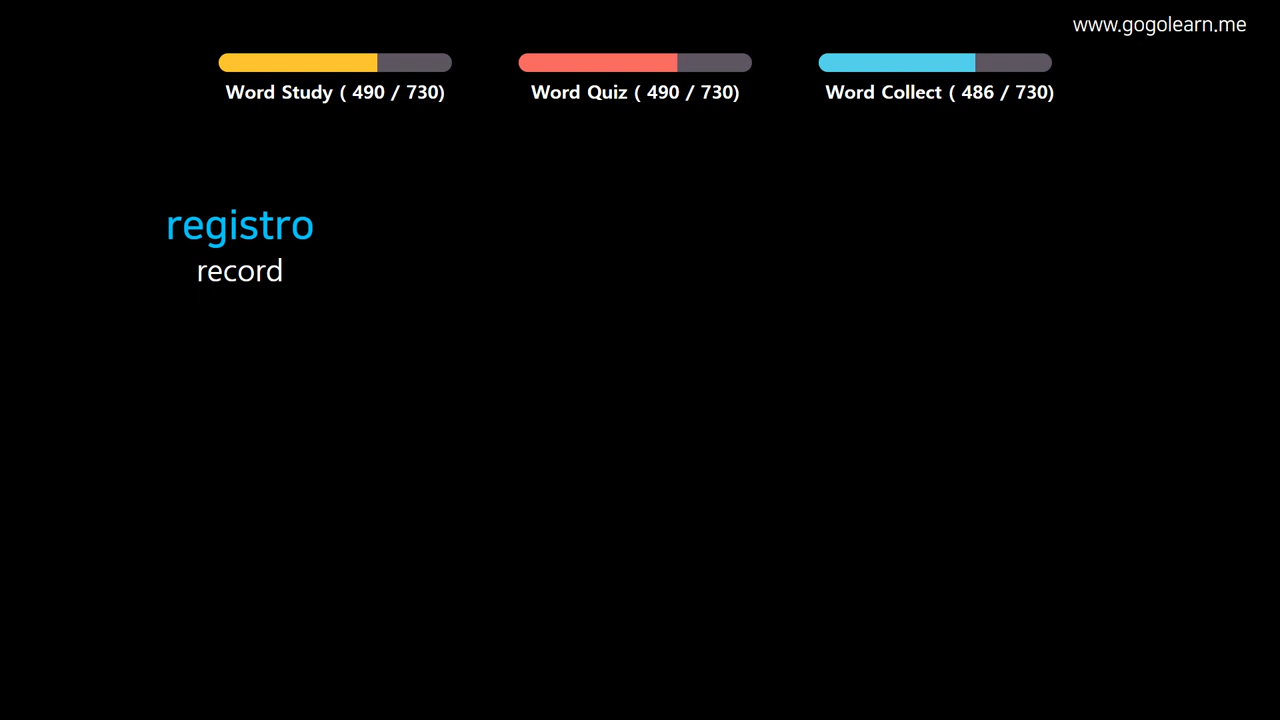 www.gogolearn.me
Word Study ( 490 / 730)
Word Quiz ( 490 / 730)
Word Collect ( 486 / 730)
registro
record